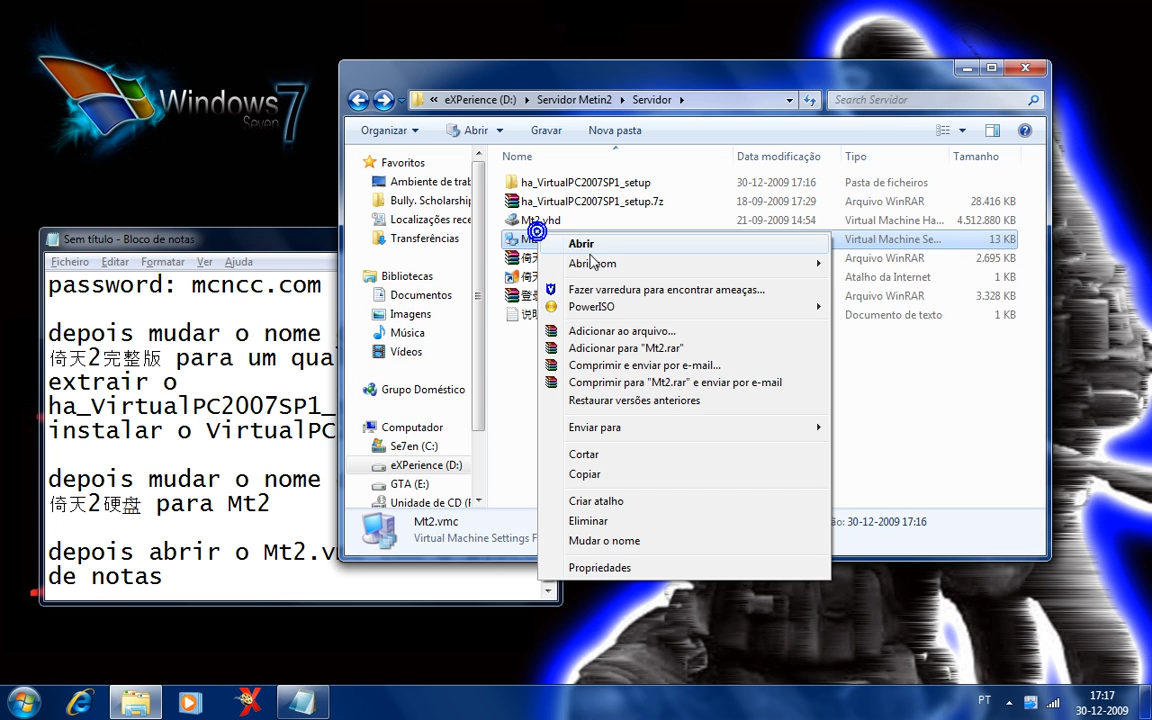 Windows 7
Seven
eXPerience (D:)
Servidor Metin2
Servidor
Search Servidor
Organizar
Abrir
Gravar
Nova pasta
Favoritos
Ambiente de trab
Bully. Scholarship
Localizações rece
Transferências
Bibliotecas
Documentos
Imagens
Música
Vídeos
Grupo Doméstico
Computador
Se7en (C:)
eXPerience (D:)
GTA (E:)
Unidade de CD (F
Nome
Data modificação
Tipo
Tamanho
ha_VirtualPC2007SP1_setup
30-12-2009 17:16
Pasta de ficheiros
ha_VirtualPC2007SP1_setup.7z
18-09-2009 17:29
Arquivo WinRAR
28.416 KB
Mt2.vhd
21-09-2009 14:54
Virtual Machine Ha...
4.512.880 KB
Virtual Machine Se...
13 KB
倚天
Arquivo WinRAR
2.695 KB
倚天
Atalho da Internet
1 KB
登录
Arquivo WinRAR
3.328 KB
说明
Documento de texto
1 KB
Abrir
Abrir com
Fazer varredura para encontrar ameaças...
PowerISO
Adicionar ao arquivo...
Adicionar para "Mt2.rar"
Comprimir e enviar por e-mail...
Comprimir para "Mt2.rar" e enviar por e-mail
Restaurar versões anteriores
Enviar para
Cortar
Copiar
Criar atalho
Eliminar
Mudar o nome
Propriedades
Mt2.vmc
Virtual Machine Settings F
ão: 30-12-2009 17:16
Sem título - Bloco de notas
Ficheiro Editar Formatar Ver Ajuda
password: mcncc.com
depois mudar o nome
倚天2完整版 para um qua
extrair o
ha_VirtualPC2007SP1_
instalar o VirtualPC
depois mudar o nome
倚天2硬盘 para Mt2
depois abrir o Mt2.v
de notas
PT
17:17
30-12-2009